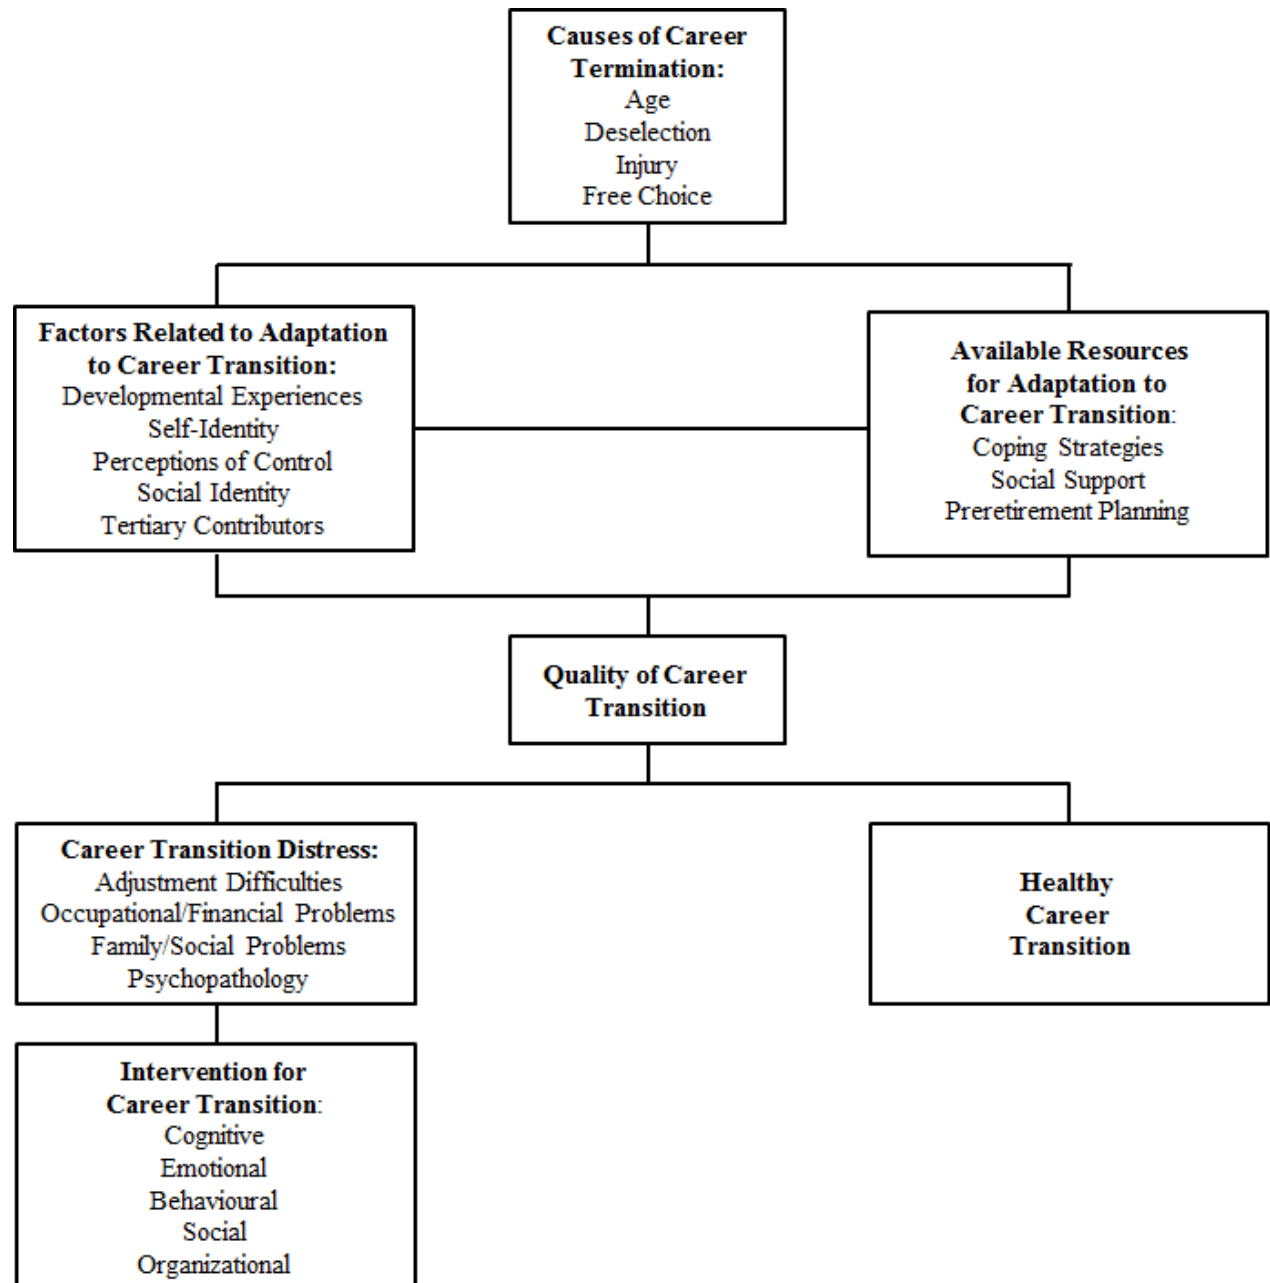 Causes of Career
Termination:
Age
Deselection
Injury
Free Choice
Factors Related to Adaptation
to Career Transition:
Developmental Experiences
Self-Identity
Perceptions of Control
Social Identity
Tertiary Contributors
Available Resources
for Adaptation to
Career Transition:
Coping Strategies
Social Support
Preretirement Planning
Quality of Career
Transition
Career Transition Distress:
Adjustment Difficulties
Occupational/Financial Problems
Family/Social Problems
Psychopathology
Healthy
Career
Transition
Intervention for
Career Transition:
Cognitive
Emotional
Behavioural
Social
Organizational